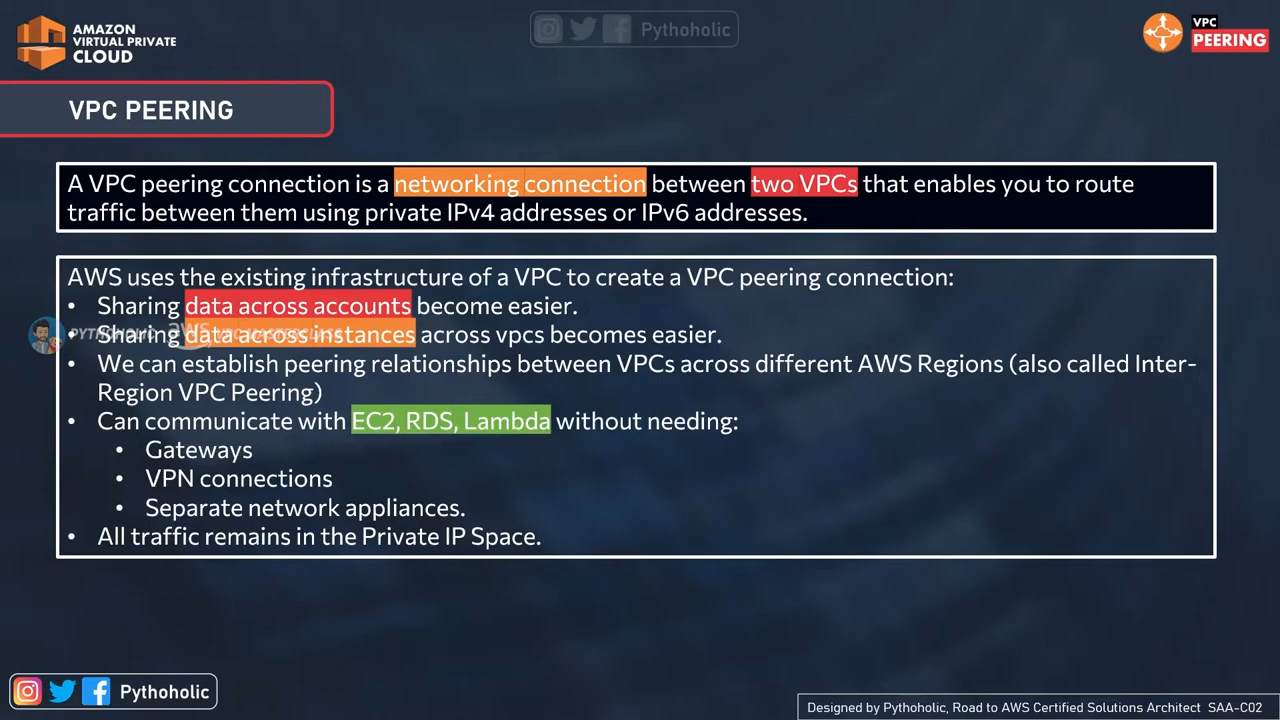 AMAZON
VIRTUAL PRIVATE
CLOUD
Pythoholic
VPC
PEERING
VPC PEERING
A VPC peering connection is a networking connection between two VPCs that enables you to route
traffic between them using private IPv4 addresses or IPv6 addresses.
AWS uses the existing infrastructure of a VPC to create a VPC peering connection:
• Sharing data across accounts become easier.
• Sharing data across instances across vpcs becomes easier.
PYTHOHOLIC aws VPC MASTERCLASS
• We can establish peering relationships between VPCs across different AWS Regions (also called Inter-
Region VPC Peering)
• Can communicate with EC2, RDS, Lambda without needing:
• Gateways
• VPN connections
• Separate network appliances.
• All traffic remains in the Private IP Space.
Pythoholic
Designed by Pythoholic, Road to AWS Certified Solutions Architect SAA-C02